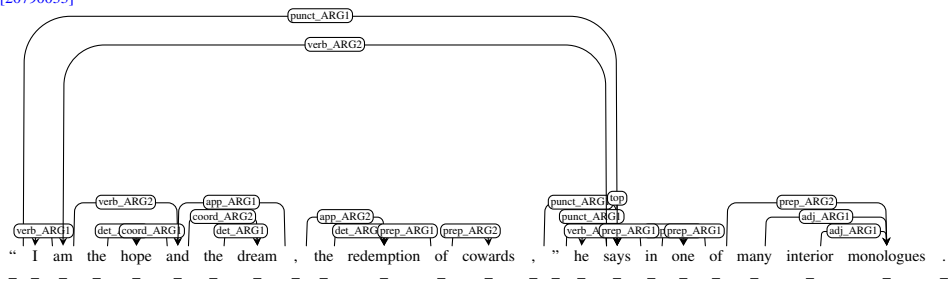 [20790033]
punct_ARG1
verb_ARG2
verb_ARG2 app_ARG1 punct_ARG1 top prep_ARG2
coord_ARG2 app_ARG2 punct_ARG1 adj_ARG1
verb_ARG1 coord_ARG1 det_ARG1 prep_ARG1 prep_ARG2 prep_ARG1 prep_ARG1 adj_ARG1
“ I am the hope and the dream , the redemption of cowards , ” he says in one of many interior monologues .
_ _ _ _ _ _ _ _ _ _ _ _ _ _ _ _ _ _ _ _ _ _ _ _